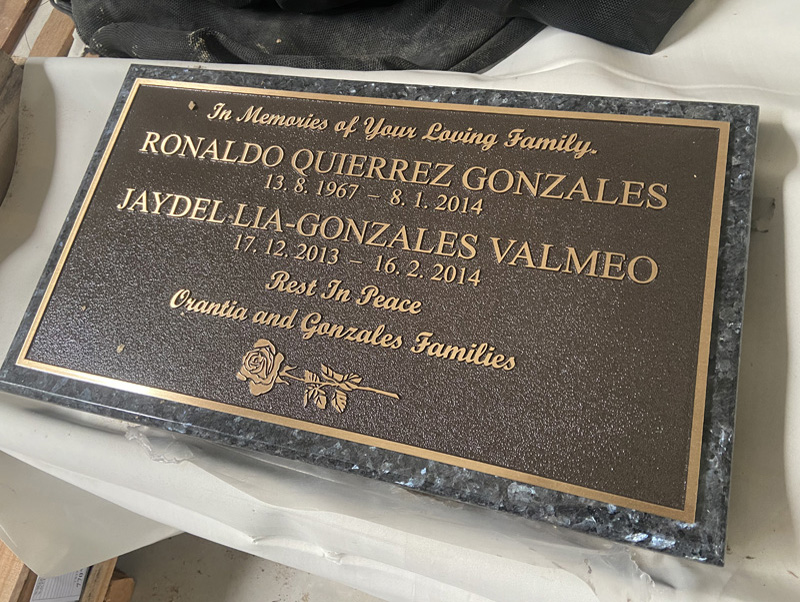 In Memories of Your Loving Family.
RONALDO QUIERREZ GONZALES
13. 8. 1967 – 8. 1. 2014
JAYDEL LIA-GONZALES VALMEO
17. 12. 2013 – 16. 2. 2014
Rest In Peace
Orantia and Gonzales Families